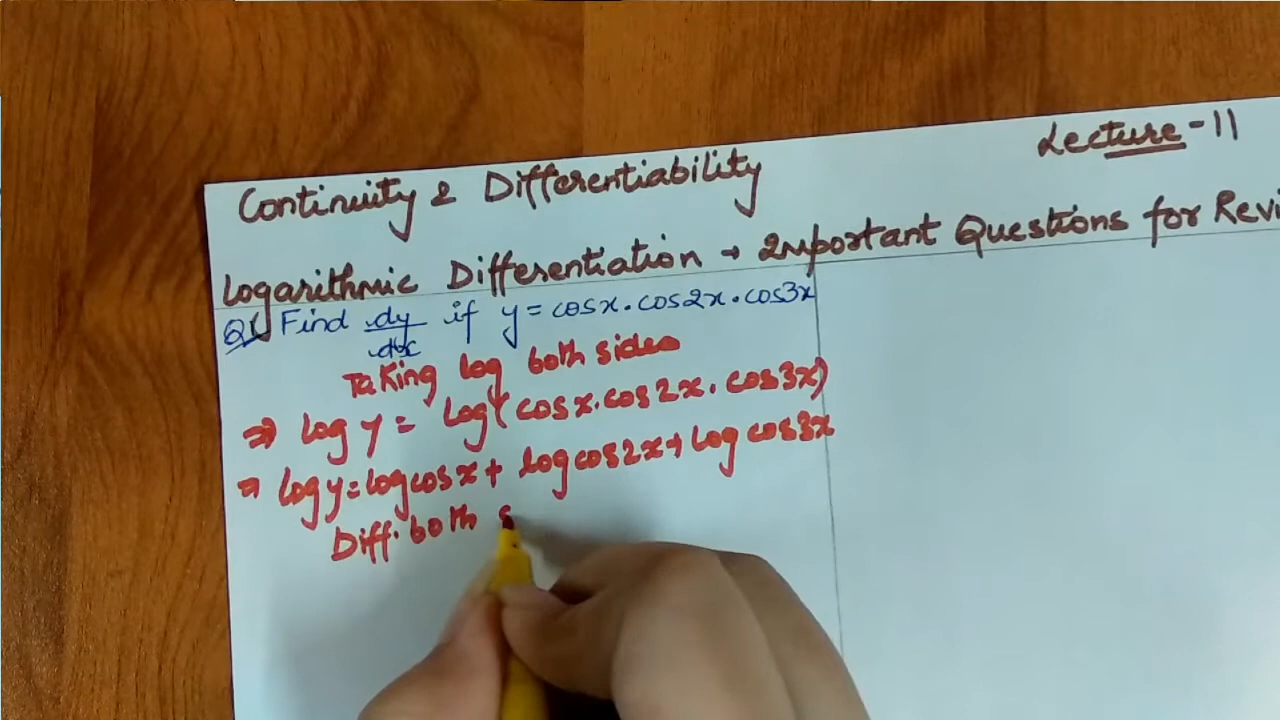 Lecture-11
Continuity & Differentiability
Logarithmic Differentiation → Important Questions for Revi
Q1 Find dy/dx if y = cosx.cos2x.cos3x
Taking log both sides
⇒ log y = log(cosx.cos2x.cos3x)
⇒ log y = log cosx + log cos2x + log cos3x
Diff. both s